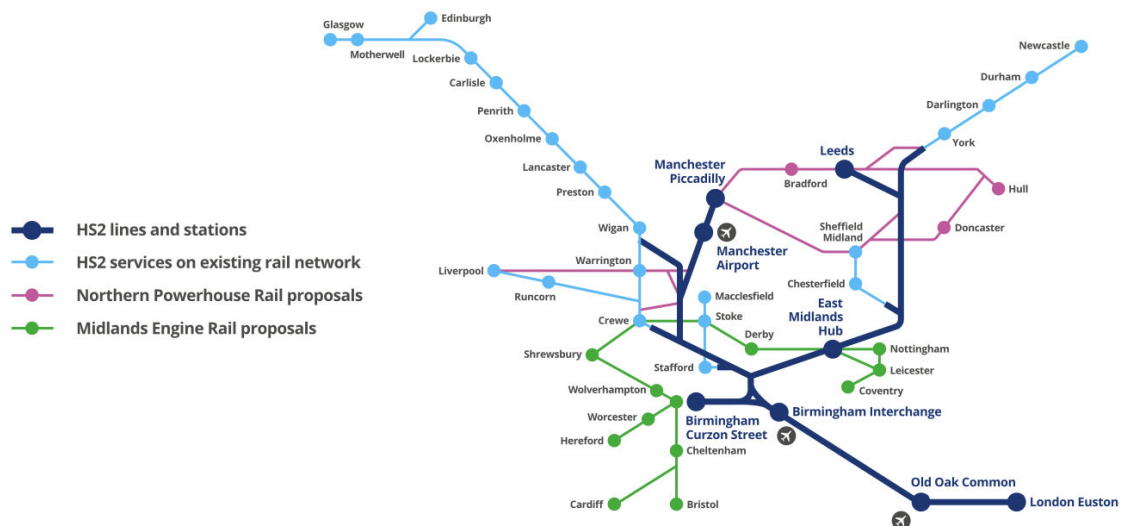 Edinburgh
Glasgow
Motherwell
Lockerbie
Carlisle
Penrith
Oxenholme
Lancaster
Preston
Wigan
Warrington
Liverpool
Runcorn
Crewe
Newcastle
Durham
Darlington
York
Leeds
Manchester
Piccadilly
Bradford
Hull
Doncaster
Sheffield
Midland
Manchester
Airport
Chesterfield
Macclesfield
Stoke
East
Midlands
Hub
Derby
Nottingham
Leicester
Coventry
Stafford
Shrewsbury
Wolverhampton
Worcester
Hereford
Cheltenham
Cardiff
Bristol
Birmingham
Curzon Street
Birmingham Interchange
Old Oak Common
London Euston
HS2 lines and stations
HS2 services on existing rail network
Northern Powerhouse Rail proposals
Midlands Engine Rail proposals